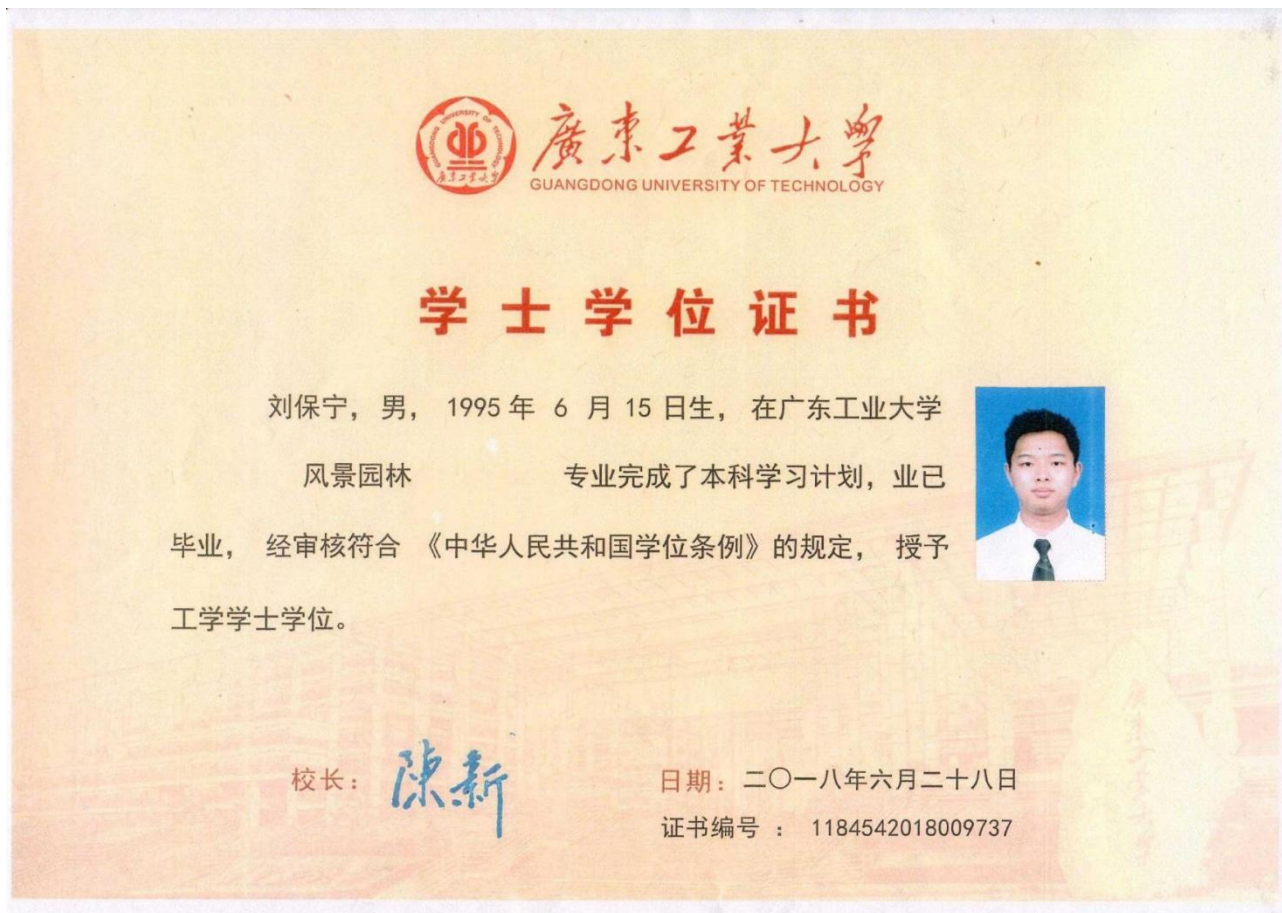 廣東工業大學
GUANGDONG UNIVERSITY OF TECHNOLOGY
学士学位证书
刘保宁，男， 1995年 6 月 15 日生， 在广东工业大学
风景园林 专业完成了本科学习计划，业已
毕业， 经审核符合 《中华人民共和国学位条例》的规定， 授予
工学学士学位。
校长： 陳新
日期：二〇一八年六月二十八日
证书编号 ： 1184542018009737